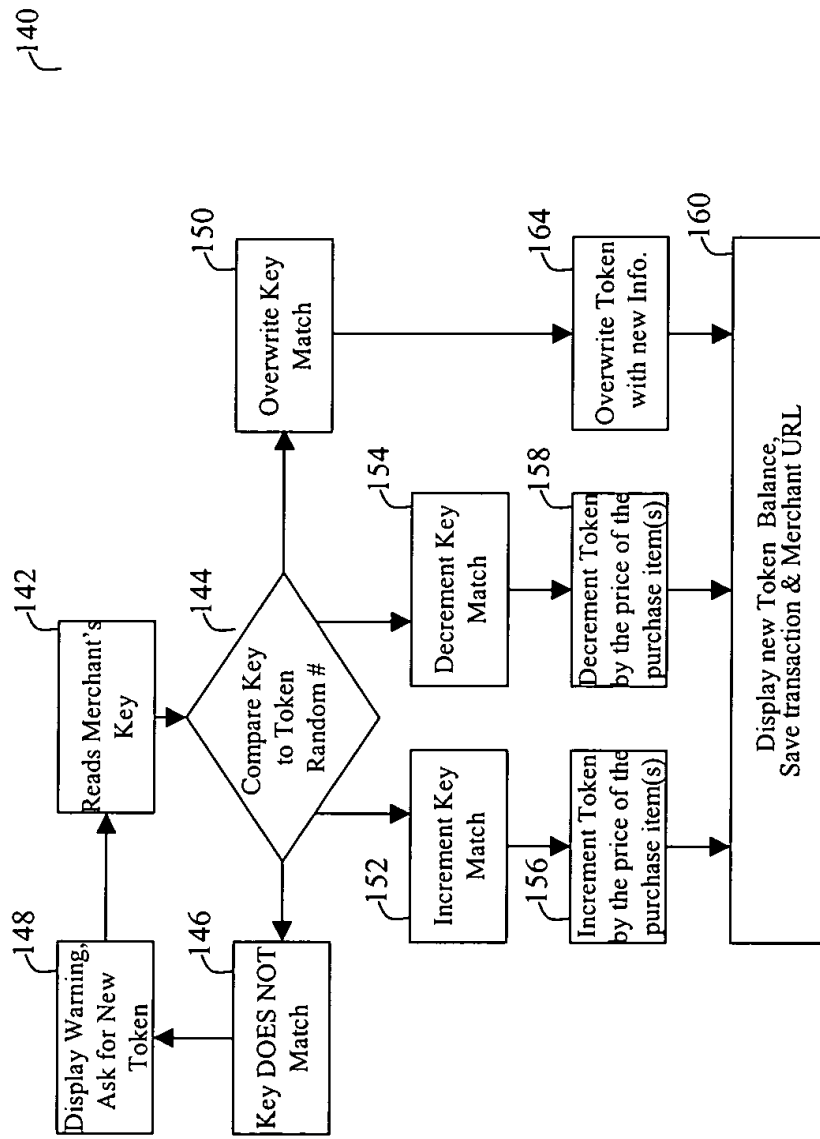 140
148
Display Warning,
Ask for New
Token
142
Reads Merchant's
Key
146
Key DOES NOT
Match
144
Compare Key
to Token
Random #
150
Overwrite Key
Match
152
Increment Key
Match
154
Decrement Key
Match
156
Increment Token
by the price of the
purchase item(s)
158
Decrement Token
by the price of the
purchase item(s)
164
Overwrite Token
with new Info.
160
Display new Token Balance,
Save transaction & Merchant URL